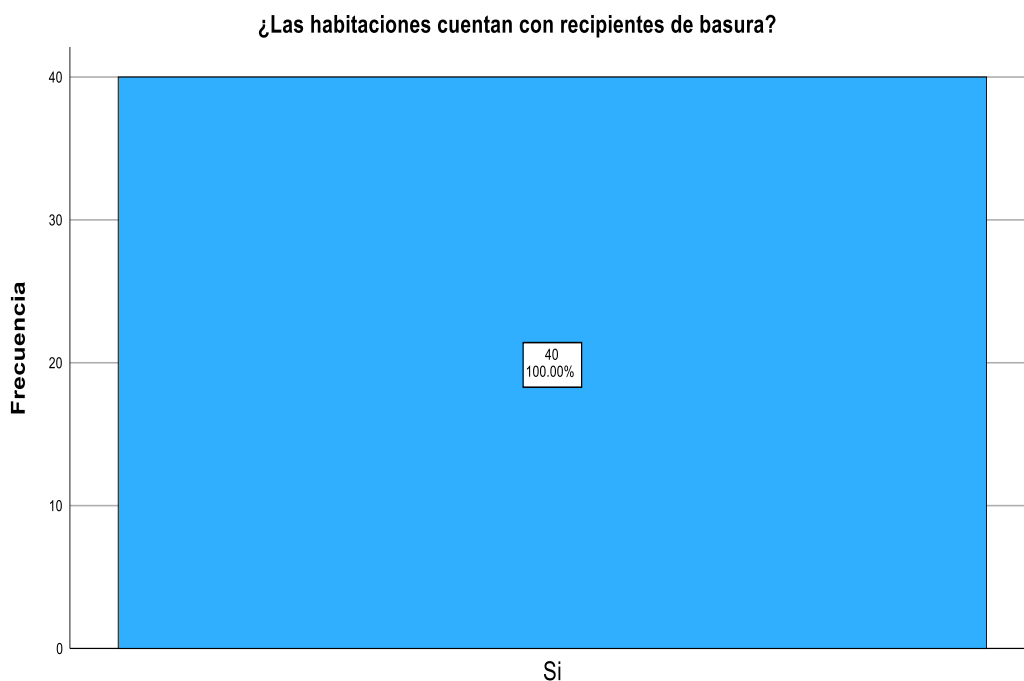 ¿Las habitaciones cuentan con recipientes de basura?
Frecuencia
40
30
20
10
0
40
100.00%
Si